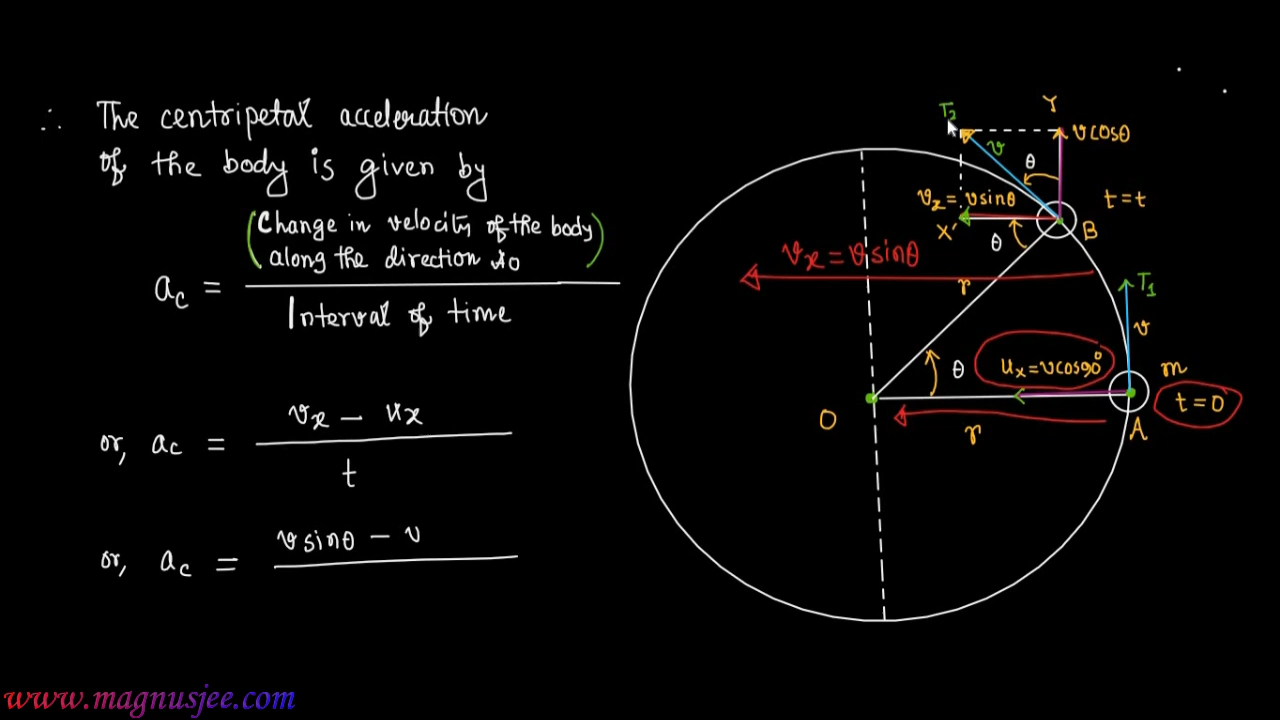 ∴ The centripetal acceleration
of the body is given by
a_c = (Change in velocity of the body along the direction AO) / Interval of time
or, a_c = (v_x − u_x) / t
or, a_c = v sinθ − v
T₂
Y
v cosθ
v
θ
v_x = v sinθ
t = t
X'
θ
B
v_x = v sinθ
r
T₁
v
θ
u_x = v cos90°
m
t = 0
O
r
A
www.magnusjee.com